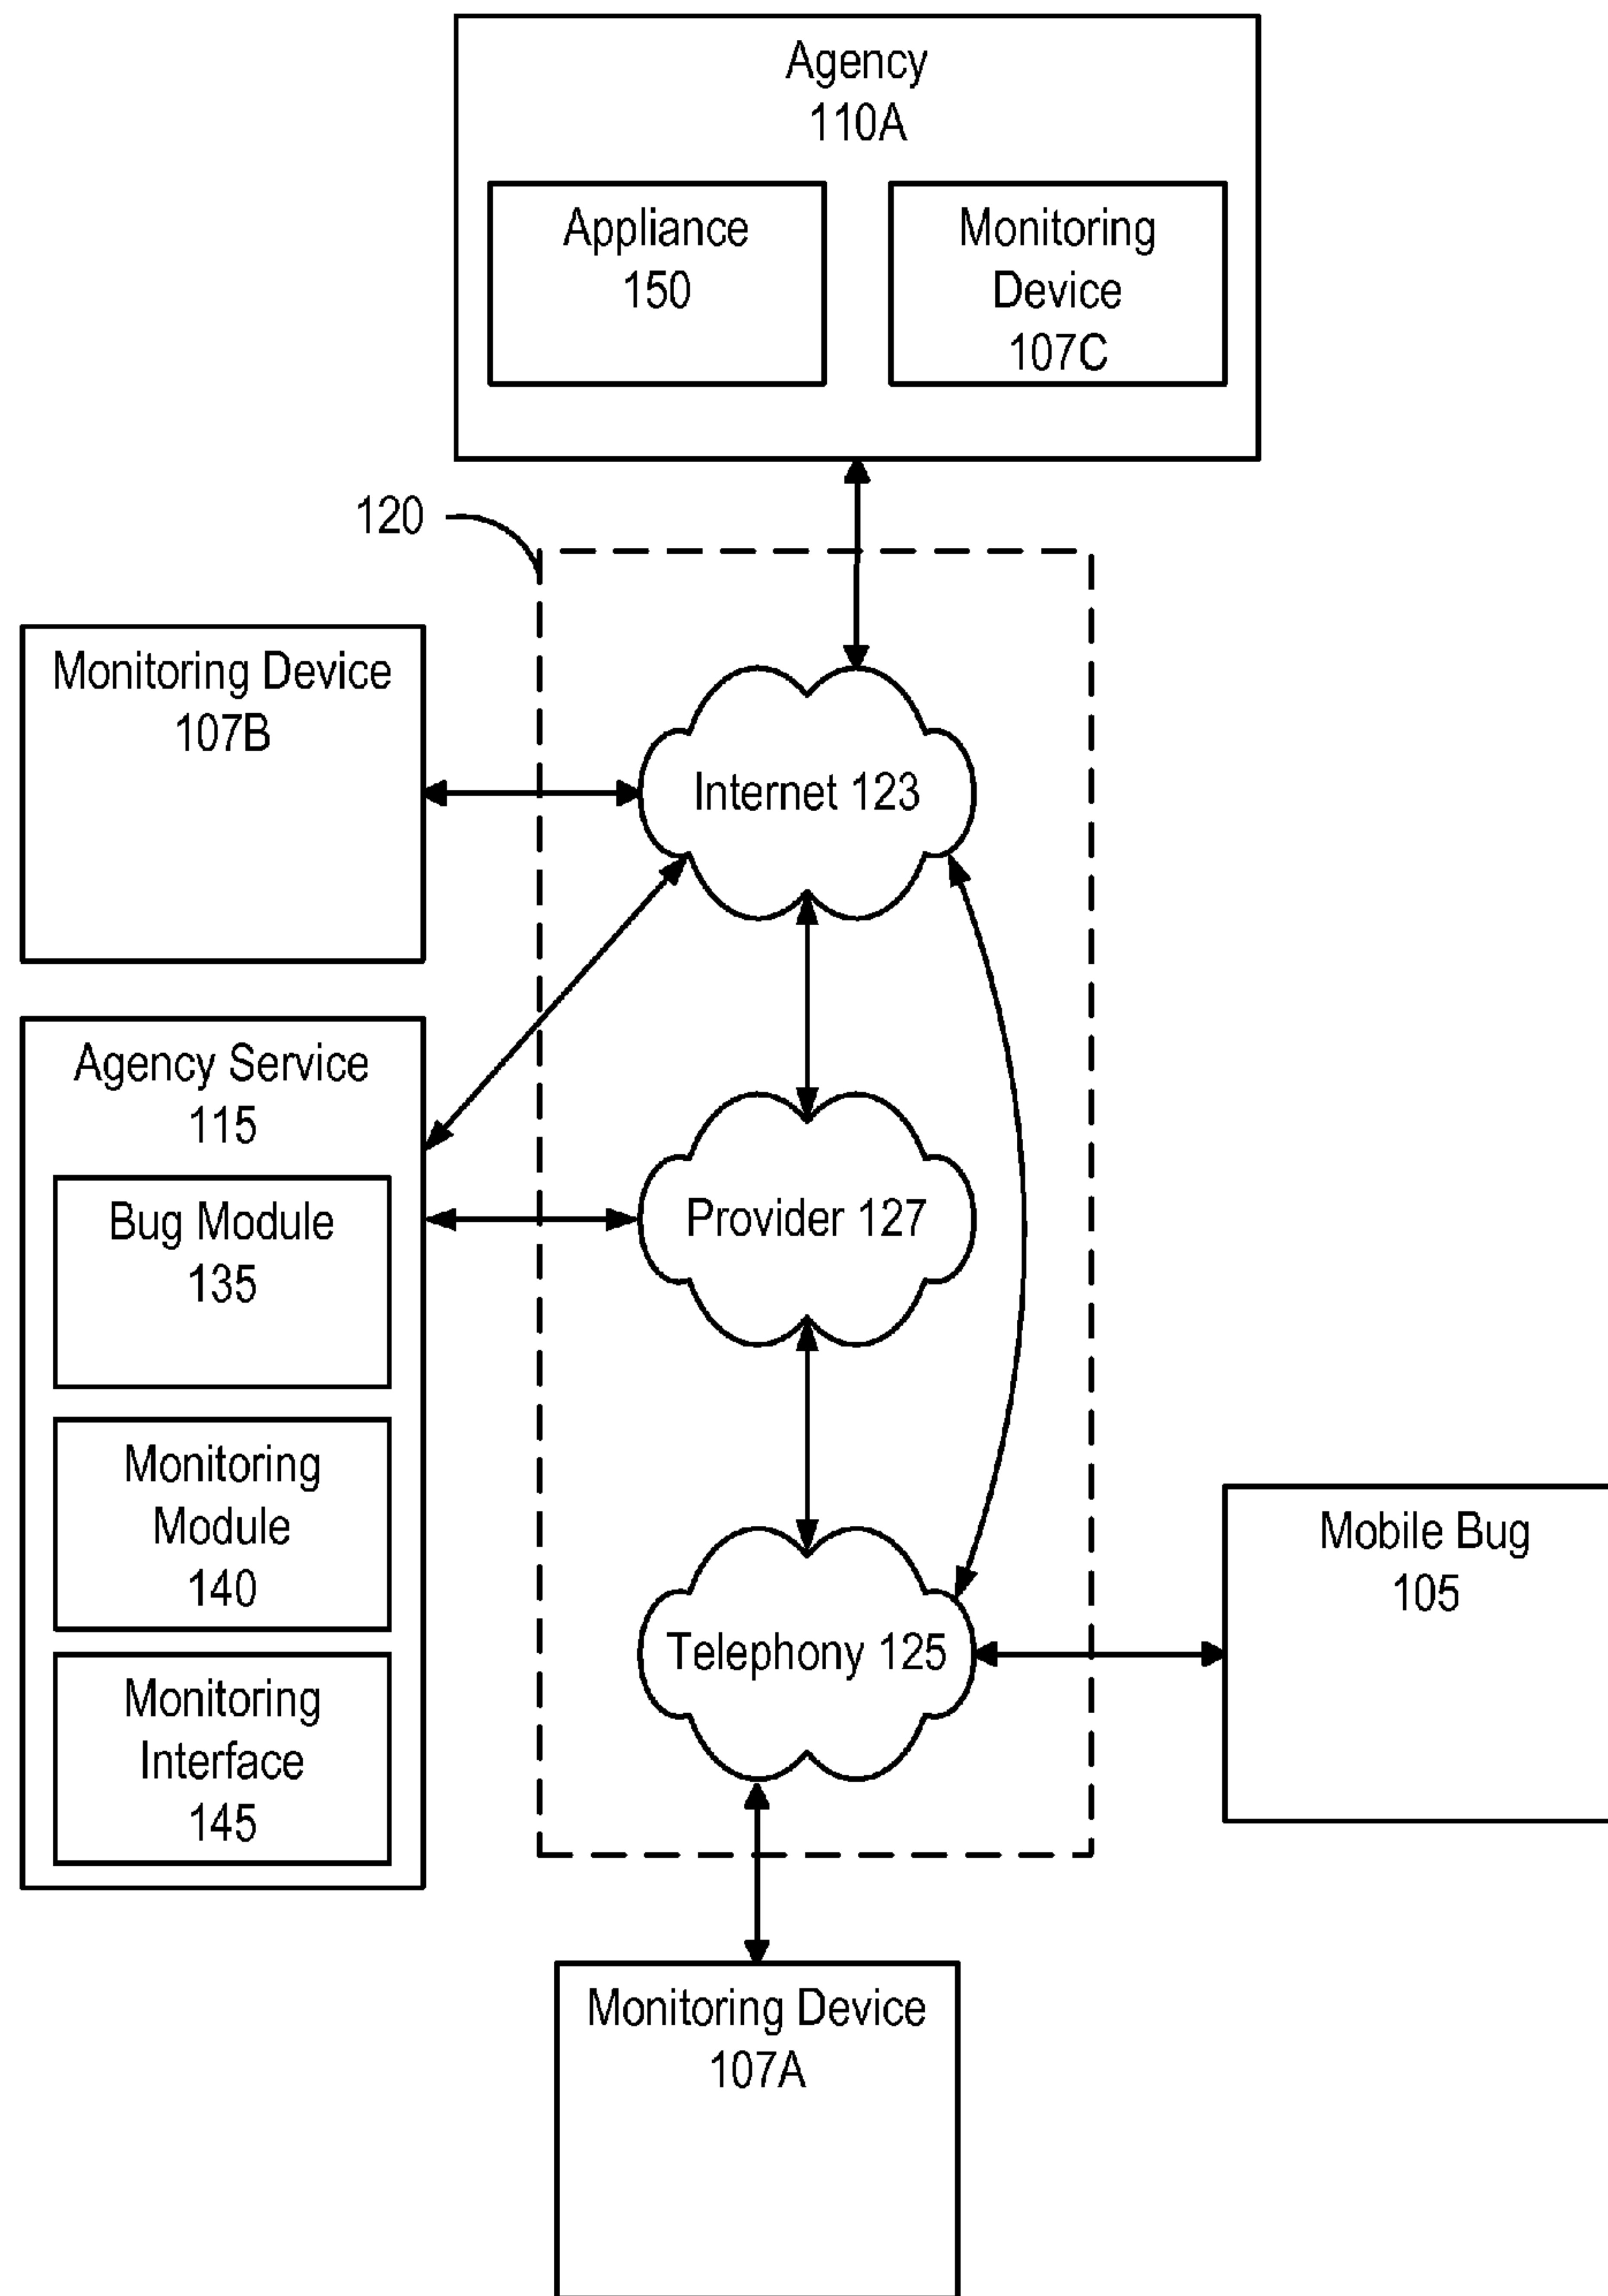 Agency
110A
Appliance
150
Monitoring
Device
107C
120
Monitoring Device
107B
Internet 123
Agency Service
115
Bug Module
135
Provider 127
Monitoring
Module
140
Mobile Bug
105
Monitoring
Interface
145
Telephony 125
Monitoring Device
107A